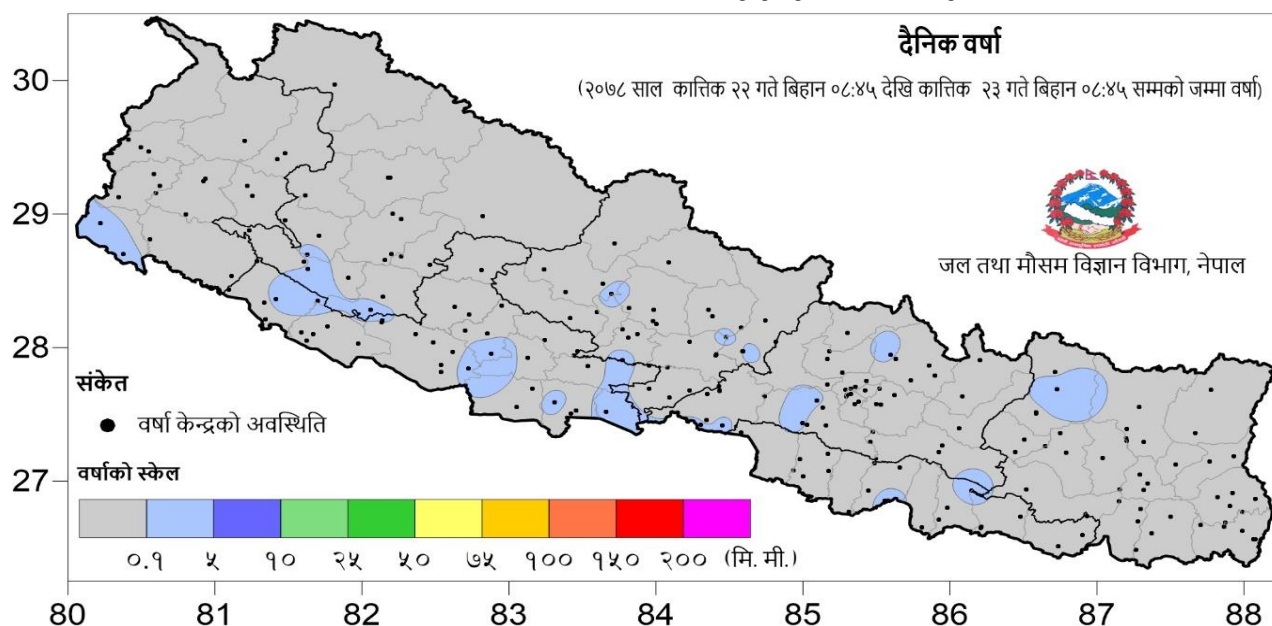 दैनिक वर्षा
(२०७८ साल कात्तिक २२ गते बिहान ०८:४५ देखि कात्तिक २३ गते बिहान ०८:४५ सम्मको जम्मा वर्षा)
30
29
जल तथा मौसम विज्ञान विभाग, नेपाल
28
संकेत
वर्षा केन्द्रको अवस्थिति
27
वर्षाको स्केल
०.१ ५ १० २५ ५० ७५ १०० १५० २०० (मि. मी.)
80 81 82 83 84 85 86 87 88